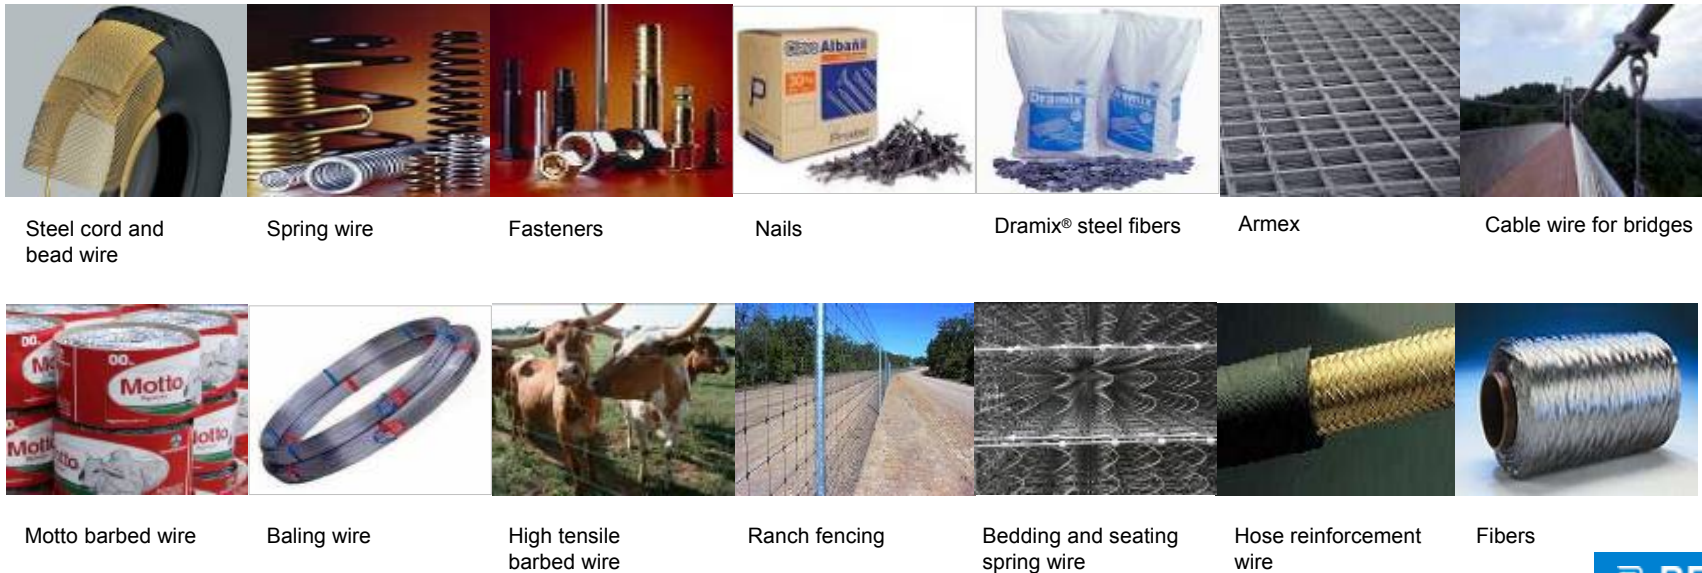 Albañil
Dramix
Steel cord and
bead wire
Spring wire
Fasteners
Nails
Dramix® steel fibers
Armex
Cable wire for bridges
Motto
Motto
Motto barbed wire
Baling wire
High tensile
barbed wire
Ranch fencing
Bedding and seating
spring wire
Hose reinforcement
wire
Fibers